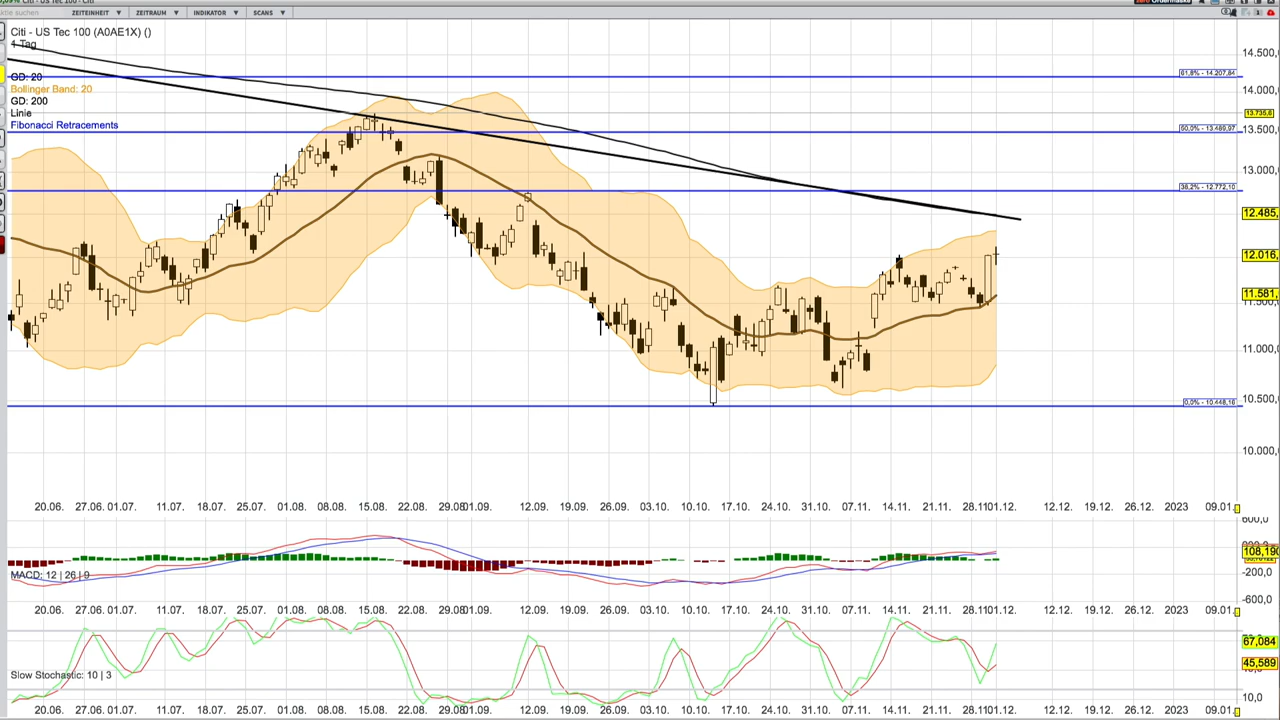 Citi - US Tec 100 - Citi
ZEITEINHEIT ▼ ZEITRAUM ▼ INDIKATOR ▼ SCANS ▼
Citi - US Tec 100 (A0AE1X) ()
1 Tag
GD: 20
Bollinger Band: 20
GD: 200
Linie
Fibonacci Retracements
14.500,
61,8% - 14.207,84
14.000,
13.735,0
50,0% - 13.489,97
13.500,
13.000,
38,2% - 12.772,10
12.485,
12.016,
11.581,
11.500,
11.000,
0,0% - 10.448,16
10.500,
10.000,
20.06. 27.06. 01.07. 11.07. 18.07. 25.07. 01.08. 08.08. 15.08. 22.08. 29.08 01.09. 12.09. 19.09. 26.09. 03.10. 10.10. 17.10. 24.10. 31.10. 07.11. 14.11. 21.11. 28.11 01.12. 12.12. 19.12. 26.12. 2023 09.01.
600,0
108,190
-200,0
MACD: 12 | 26 | 9
-600,0
20.06. 27.06. 01.07. 11.07. 18.07. 25.07. 01.08. 08.08. 15.08. 22.08. 29.08 01.09. 12.09. 19.09. 26.09. 03.10. 10.10. 17.10. 24.10. 31.10. 07.11. 14.11. 21.11. 28.11 01.12. 12.12. 19.12. 26.12. 2023 09.01.
67,084
45,589
Slow Stochastic: 10 | 3
10,0
20.06. 27.06. 01.07. 11.07. 18.07. 25.07. 01.08. 08.08. 15.08. 22.08. 29.08 01.09. 12.09. 19.09. 26.09. 03.10. 10.10. 17.10. 24.10. 31.10. 07.11. 14.11. 21.11. 28.11 01.12. 12.12. 19.12. 26.12. 2023 09.01.